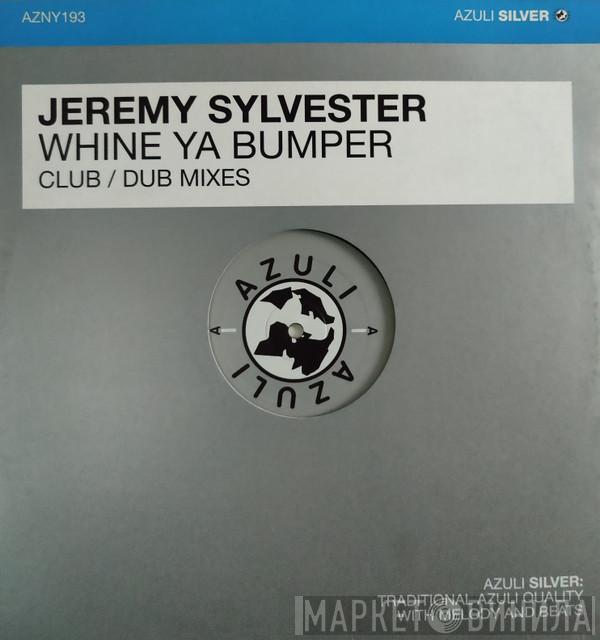 AZNY193
AZULI SILVER
JEREMY SYLVESTER
WHINE YA BUMPER
CLUB / DUB MIXES
AZULI
A A
AZULI
AZULI SILVER:
TRADITIONAL AZULI QUALITY
WITH MELODY AND BEATS
МАРКЕТ ВИНИЛА